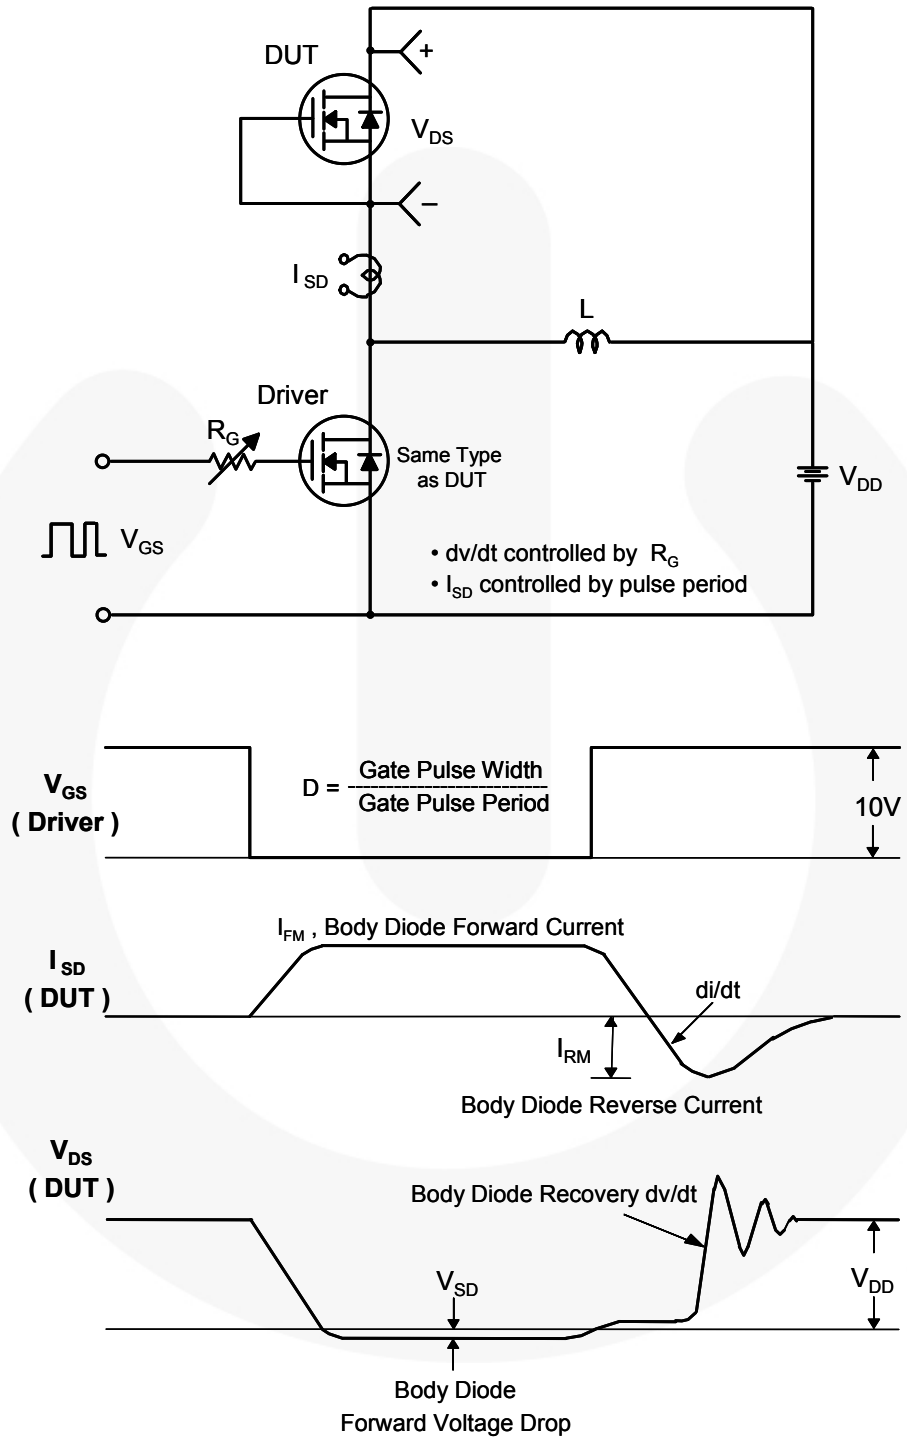 DUT
+
V_DS
−
I_SD
L
Driver
R_G
Same Type
as DUT
V_DD
V_GS
• dv/dt controlled by R_G
• I_SD controlled by pulse period
V_GS
( Driver )
D = Gate Pulse Width
Gate Pulse Period
10V
I_FM , Body Diode Forward Current
I_SD
( DUT )
di/dt
I_RM
Body Diode Reverse Current
V_DS
( DUT )
Body Diode Recovery dv/dt
V_SD
V_DD
Body Diode
Forward Voltage Drop